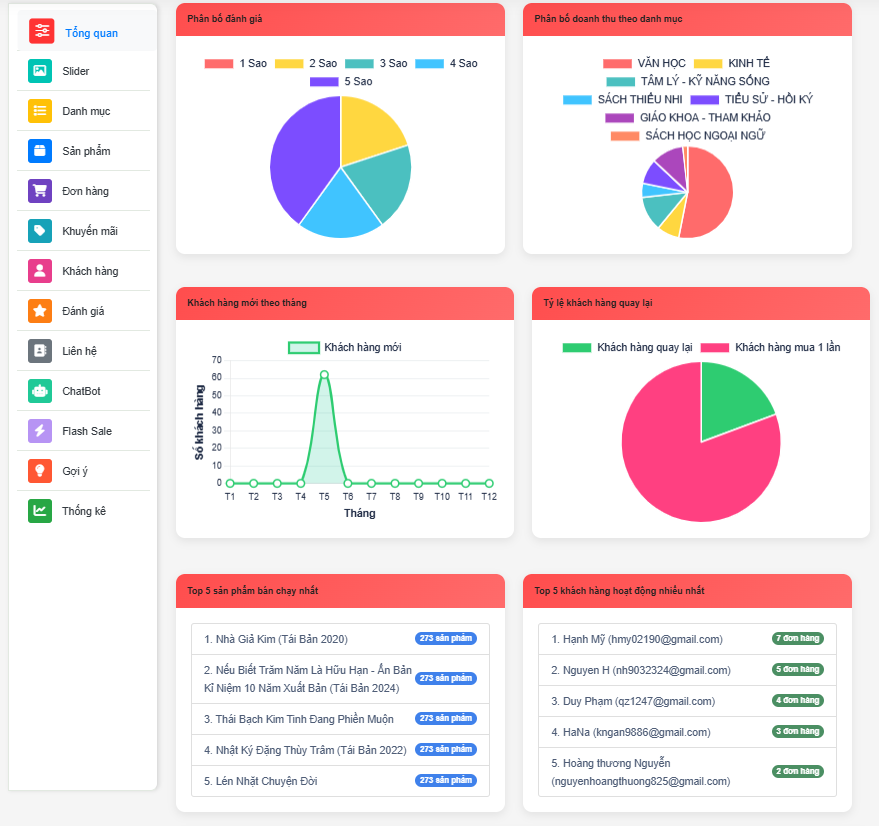 Tổng quan
Slider
Danh mục
Sản phẩm
Đơn hàng
Khuyến mãi
Khách hàng
Đánh giá
Liên hệ
ChatBot
Flash Sale
Gợi ý
Thống kê
Phân bố đánh giá
1 Sao 2 Sao 3 Sao 4 Sao
5 Sao
Phân bố doanh thu theo danh mục
VĂN HỌC KINH TẾ
TÂM LÝ - KỸ NĂNG SỐNG
SÁCH THIẾU NHI TIỂU SỬ - HỒI KÝ
GIÁO KHOA - THAM KHẢO
SÁCH HỌC NGOẠI NGỮ
Khách hàng mới theo tháng
Khách hàng mới
Số khách hàng
70
60
50
40
30
20
10
0
T1 T2 T3 T4 T5 T6 T7 T8 T9 T10 T11 T12
Tháng
Tỷ lệ khách hàng quay lại
Khách hàng quay lại Khách hàng mua 1 lần
Top 5 sản phẩm bán chạy nhất
1. Nhà Giả Kim (Tái Bản 2020) 273 sản phẩm
2. Nếu Biết Trăm Năm Là Hữu Hạn - Ấn Bản
Kỉ Niệm 10 Năm Xuất Bản (Tái Bản 2024) 273 sản phẩm
3. Thái Bạch Kim Tinh Đang Phiền Muộn 273 sản phẩm
4. Nhật Ký Đặng Thùy Trâm (Tái Bản 2022) 273 sản phẩm
5. Lén Nhặt Chuyện Đời 273 sản phẩm
Top 5 khách hàng hoạt động nhiều nhất
1. Hạnh Mỹ (hmy02190@gmail.com) 7 đơn hàng
2. Nguyen H (nh9032324@gmail.com) 5 đơn hàng
3. Duy Phạm (qz1247@gmail.com) 4 đơn hàng
4. HaNa (kngan9886@gmail.com) 3 đơn hàng
5. Hoàng thương Nguyễn
(nguyenhoangthuong825@gmail.com) 2 đơn hàng